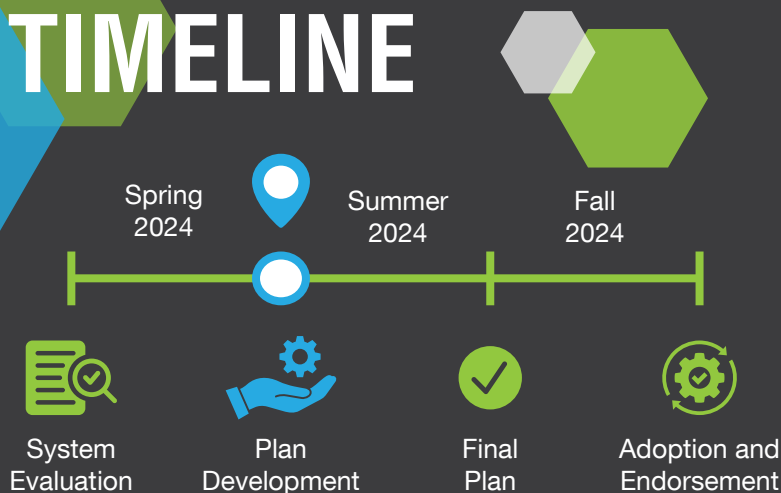 TIMELINE
Spring
2024
Summer
2024
Fall
2024
System
Evaluation
Plan
Development
Final
Plan
Adoption and
Endorsement